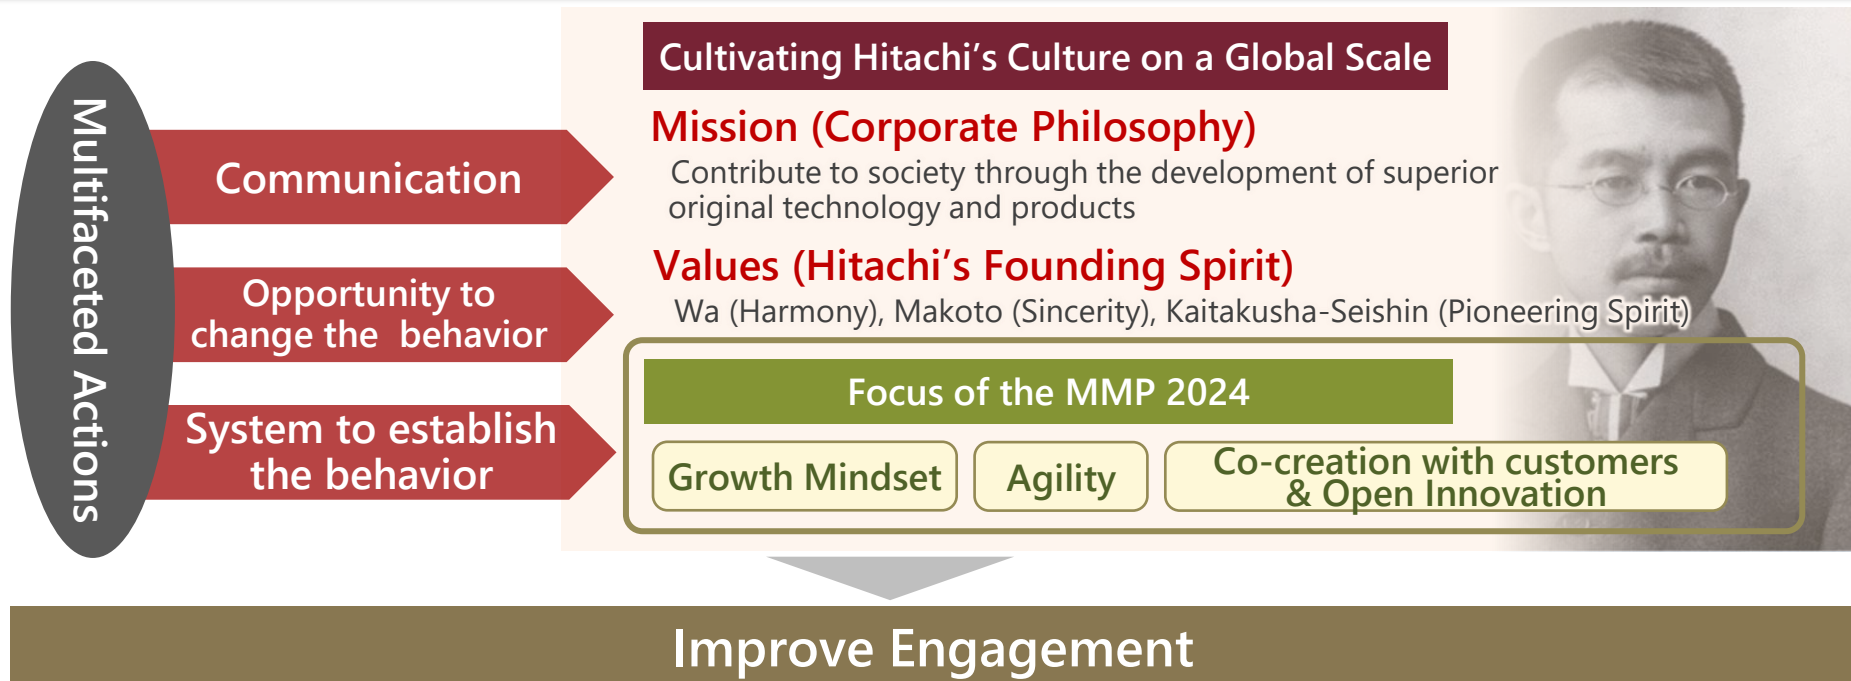 Multifaceted Actions
Communication
Opportunity to
change the behavior
System to establish
the behavior
Cultivating Hitachi's Culture on a Global Scale
Mission (Corporate Philosophy)
Contribute to society through the development of superior
original technology and products
Values (Hitachi's Founding Spirit)
Wa (Harmony), Makoto (Sincerity), Kaitakusha-Seishin (Pioneering Spirit)
Focus of the MMP 2024
Growth Mindset
Agility
Co-creation with customers
& Open Innovation
Improve Engagement